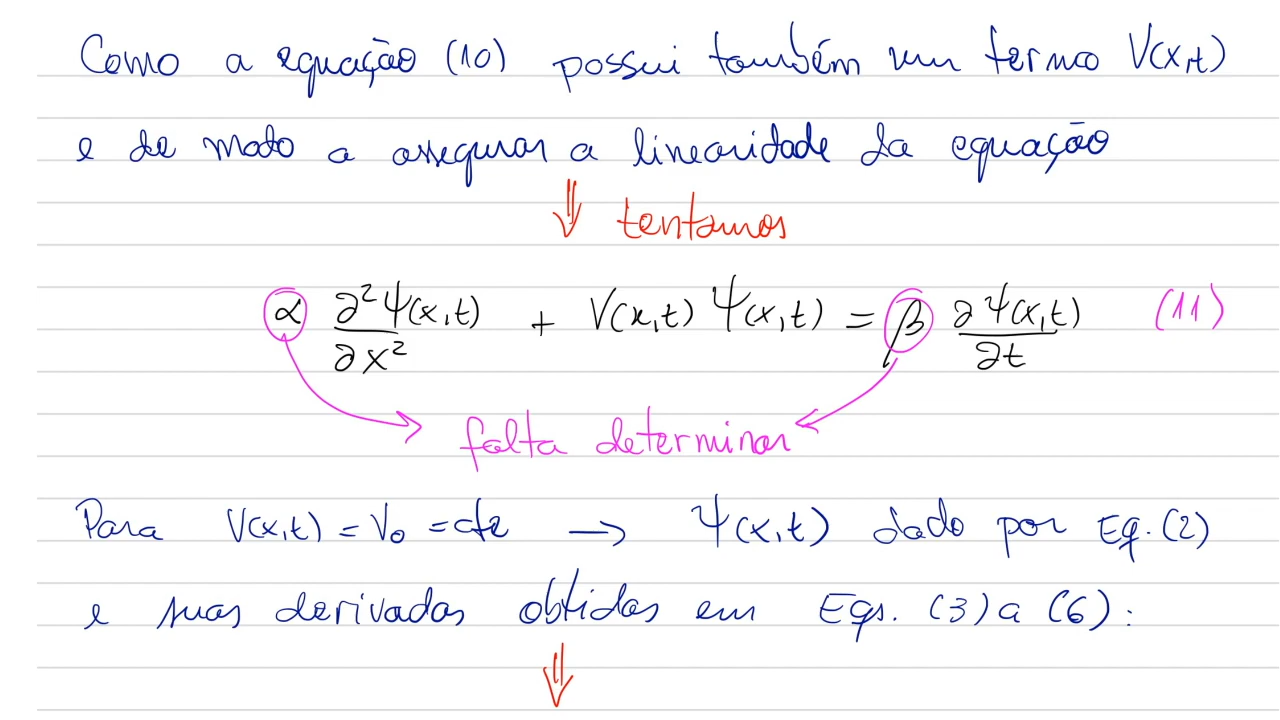 Como a equação (10) possui também um termo V(x,t)
e de modo a assegurar a linearidade da equação
⇓ tentamos
α ∂²Ψ(x,t)/∂x² + V(x,t) Ψ(x,t) = β ∂Ψ(x,t)/∂t (11)
falta determinar
Para V(x,t) = V₀ = cte → Ψ(x,t) dado por Eq. (2)
e suas derivadas obtidas em Eqs. (3) a (6):
⇓